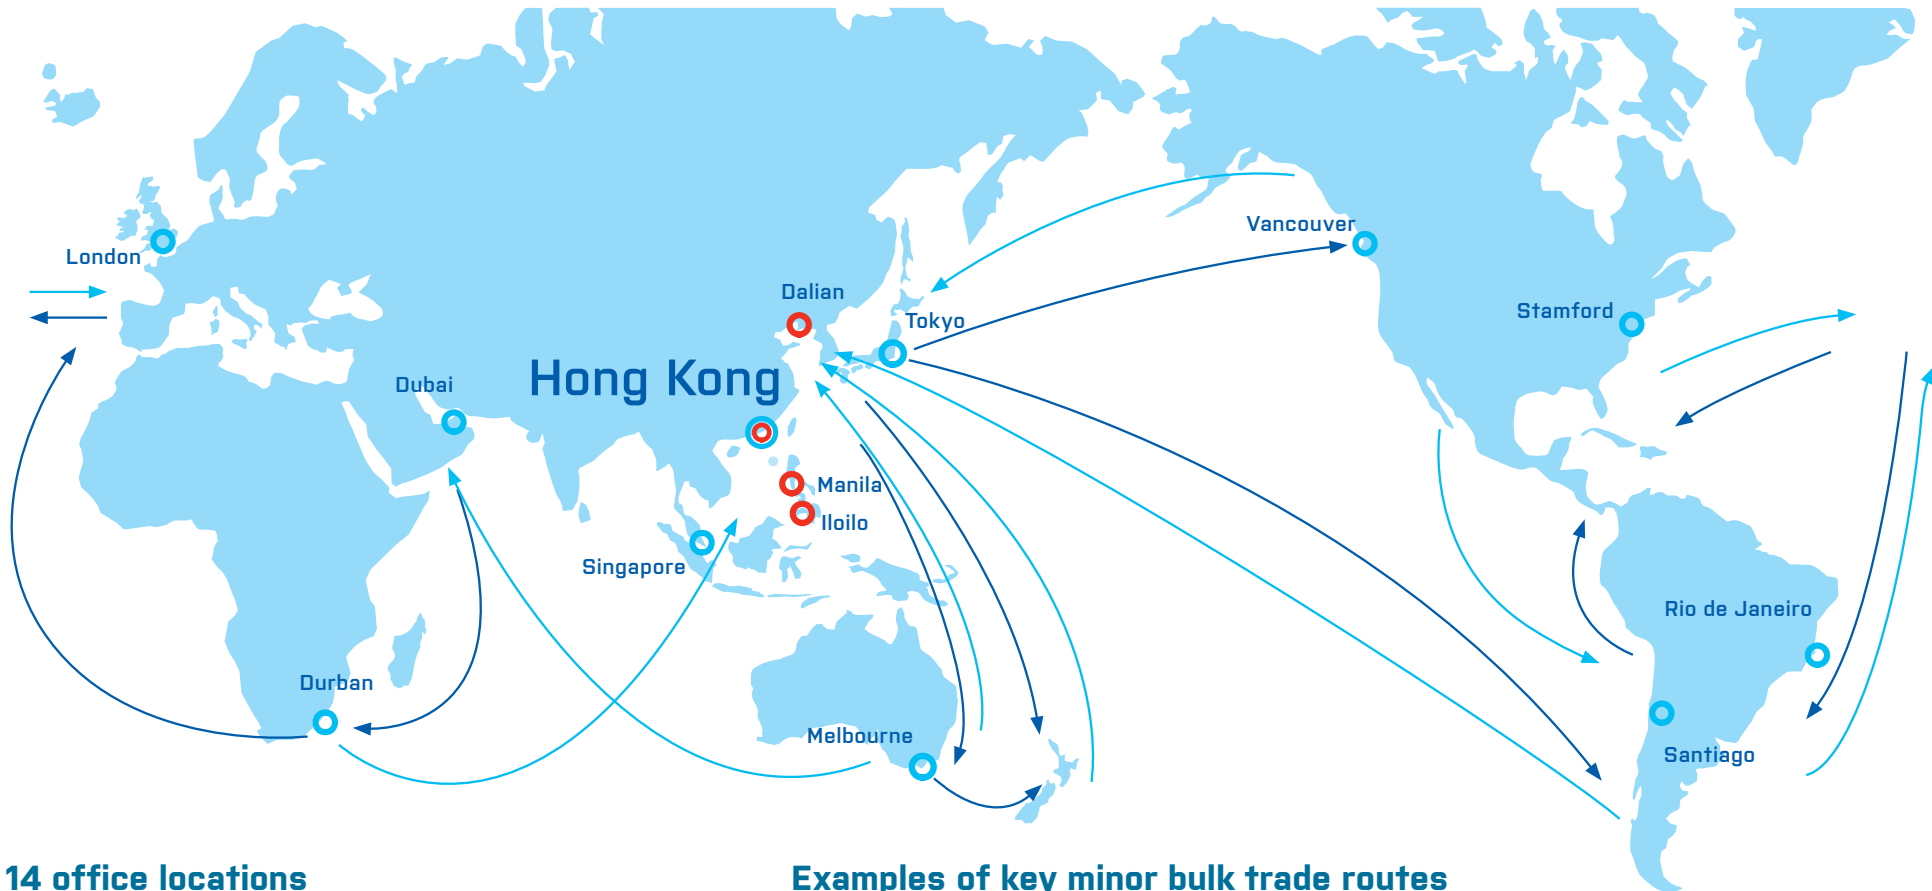 Vancouver
London
Dalian
Stamford
Tokyo
Hong Kong
Dubai
Manila
Iloilo
Singapore
Rio de Janeiro
Durban
Melbourne
Santiago
14 office locations
Examples of key minor bulk trade routes